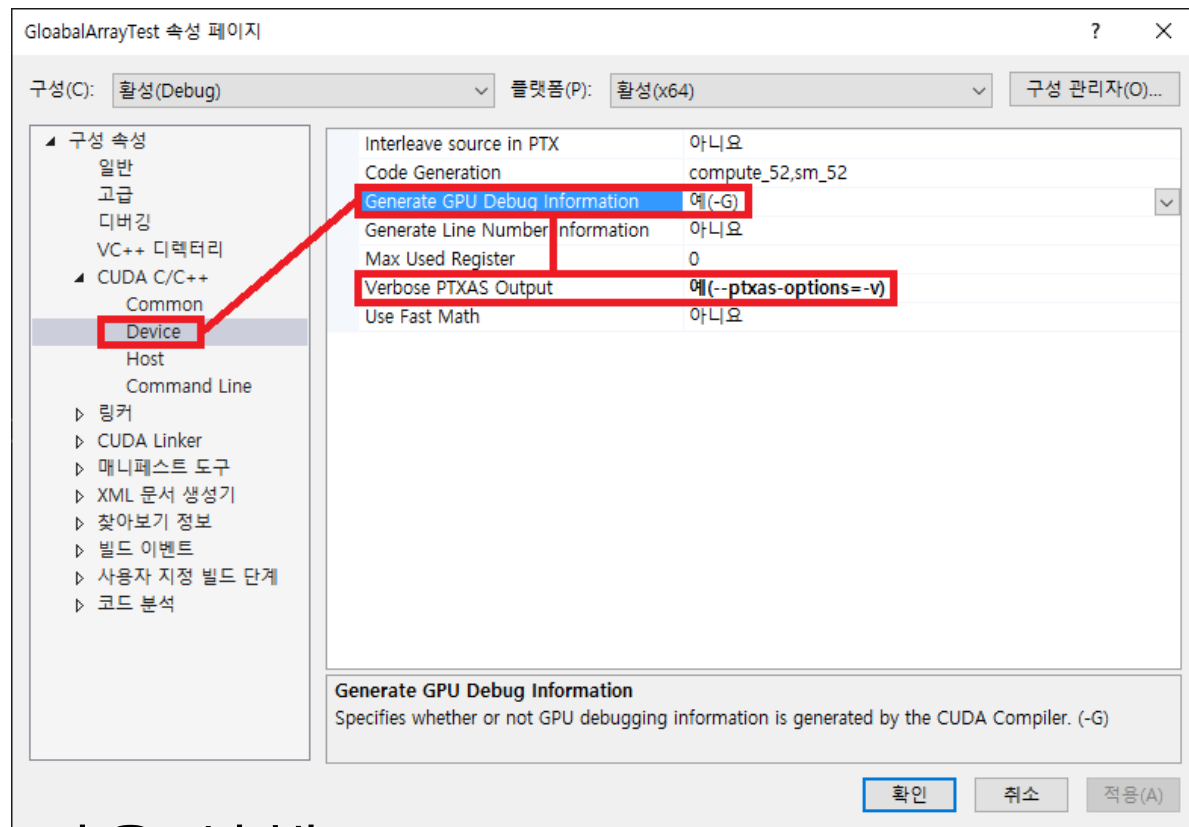 GloabalArrayTest 속성 페이지 ? ×
구성(C): 활성(Debug) 플랫폼(P): 활성(x64) 구성 관리자(O)...
구성 속성
일반
고급
디버깅
VC++ 디렉터리
CUDA C/C++
Common
Device
Host
Command Line
링커
CUDA Linker
매니페스트 도구
XML 문서 생성기
찾아보기 정보
빌드 이벤트
사용자 지정 빌드 단계
코드 분석
Interleave source in PTX 아니요
Code Generation compute_52,sm_52
Generate GPU Debug Information 예(-G)
Generate Line Number Information 아니요
Max Used Register 0
Verbose PTXAS Output 예(--ptxas-options=-v)
Use Fast Math 아니요
Generate GPU Debug Information
Specifies whether or not GPU debugging information is generated by the CUDA Compiler. (-G)
확인 취소 적용(A)